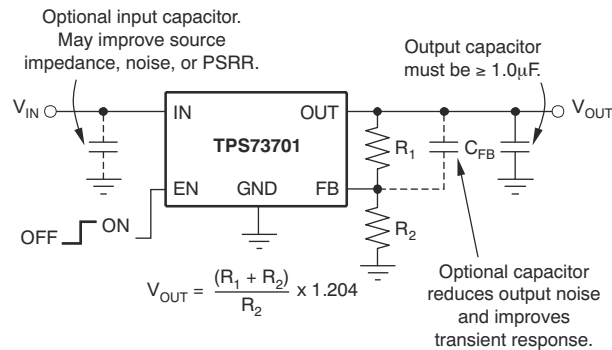 Optional input capacitor.
May improve source
impedance, noise, or PSRR.
Output capacitor
must be ≥ 1.0μF.
V_IN
IN
OUT
V_OUT
TPS73701
R_1
C_FB
EN
GND
FB
OFF
ON
R_2
V_OUT = (R_1 + R_2) / R_2 x 1.204
Optional capacitor
reduces output noise
and improves
transient response.